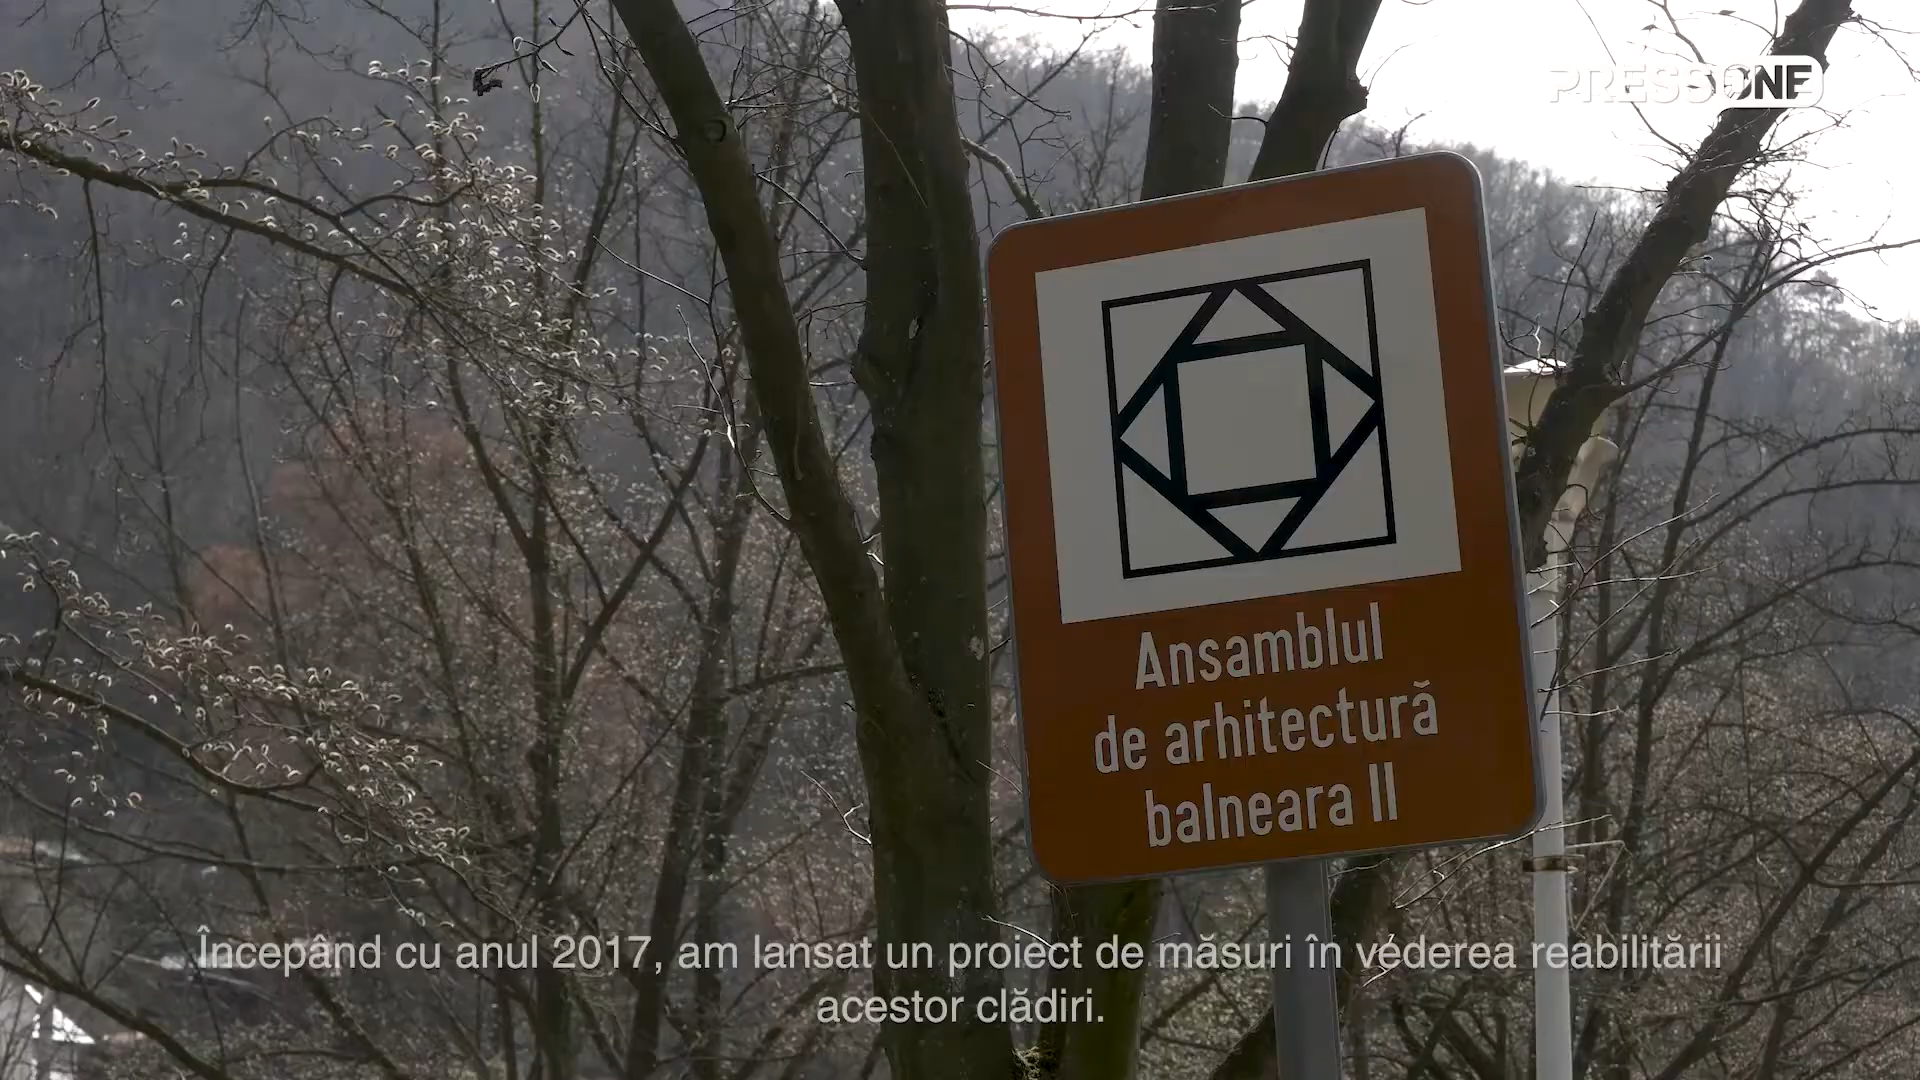 PRESSONE
Ansamblul
de arhitectură
balneara II
Începând cu anul 2017, am lansat un proiect de măsuri în vederea reabilitării
acestor clădiri.